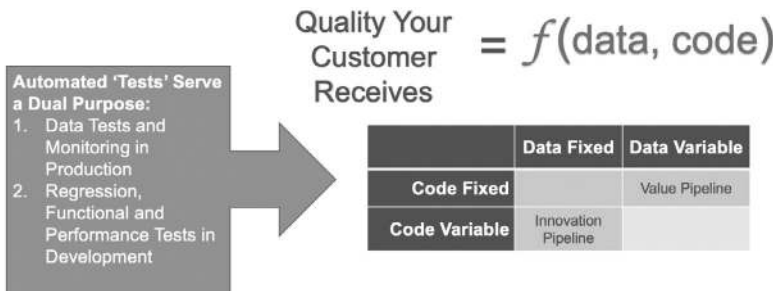 Quality Your
Customer
Receives
= f(data, code)
Automated ‘Tests’ Serve
a Dual Purpose:
1. Data Tests and
Monitoring in
Production
2. Regression,
Functional and
Performance Tests in
Development
Data Fixed Data Variable
Code Fixed Value Pipeline
Code Variable Innovation
Pipeline